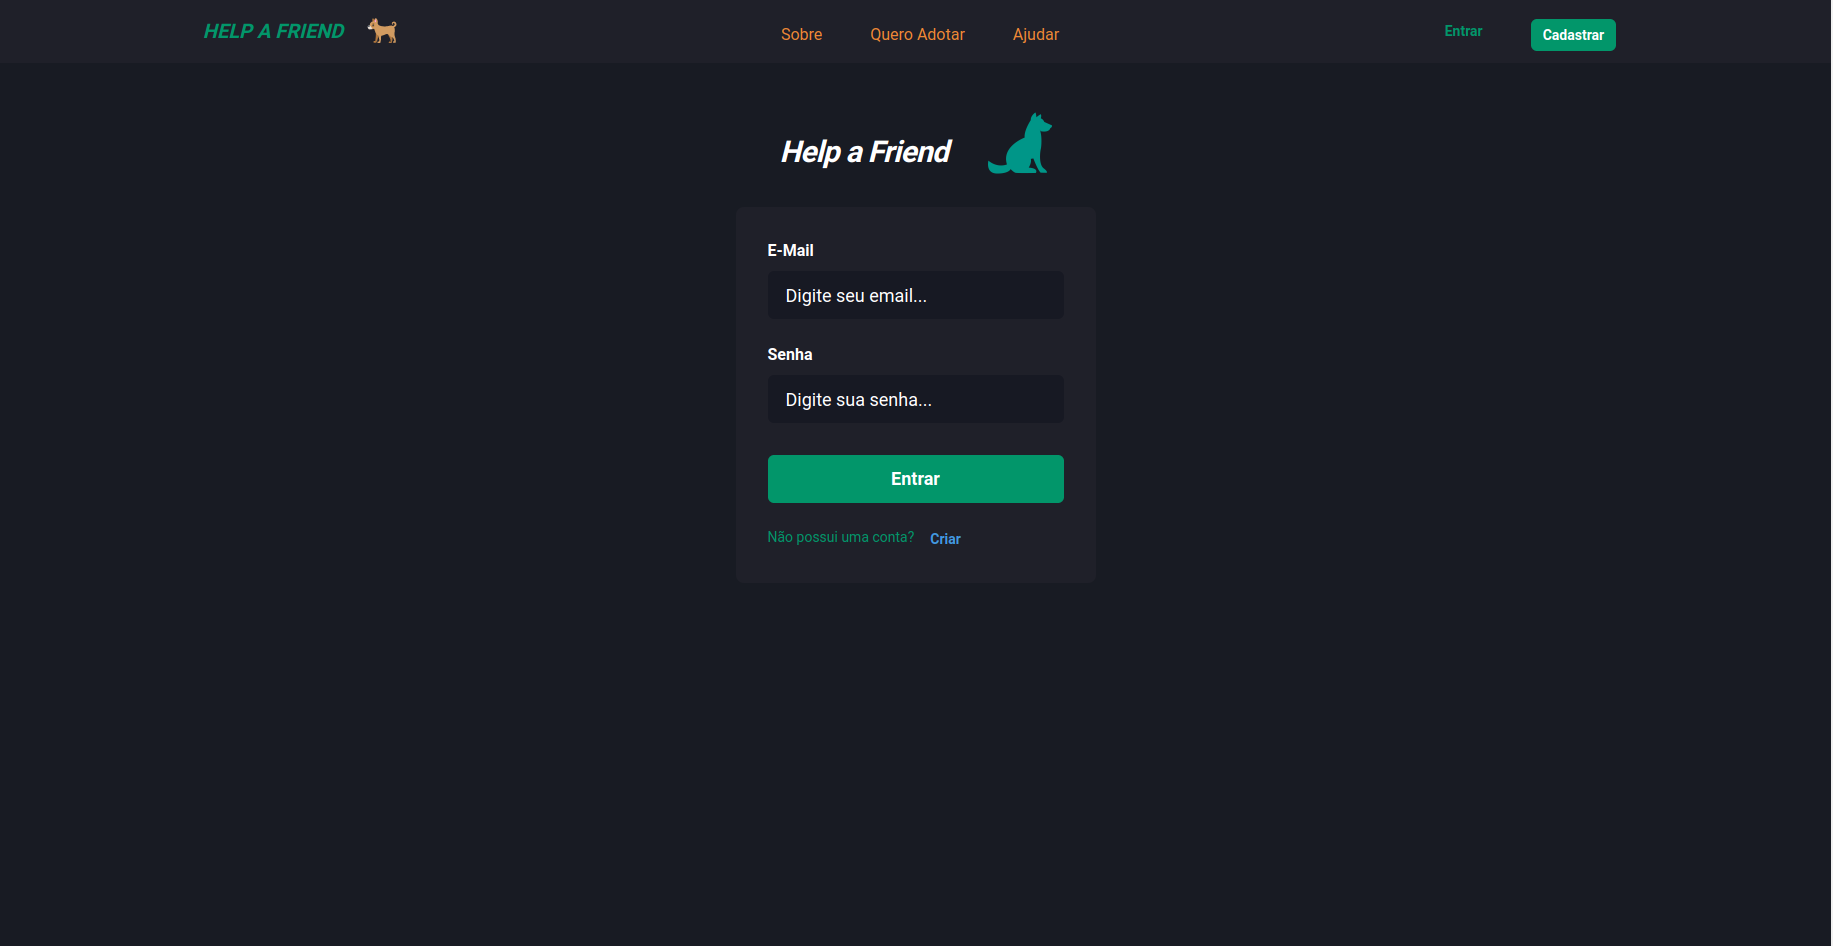 HELP A FRIEND
Sobre Quero Adotar Ajudar
Entrar Cadastrar
Help a Friend
E-Mail
Digite seu email...
Senha
Digite sua senha...
Entrar
Não possui uma conta? Criar